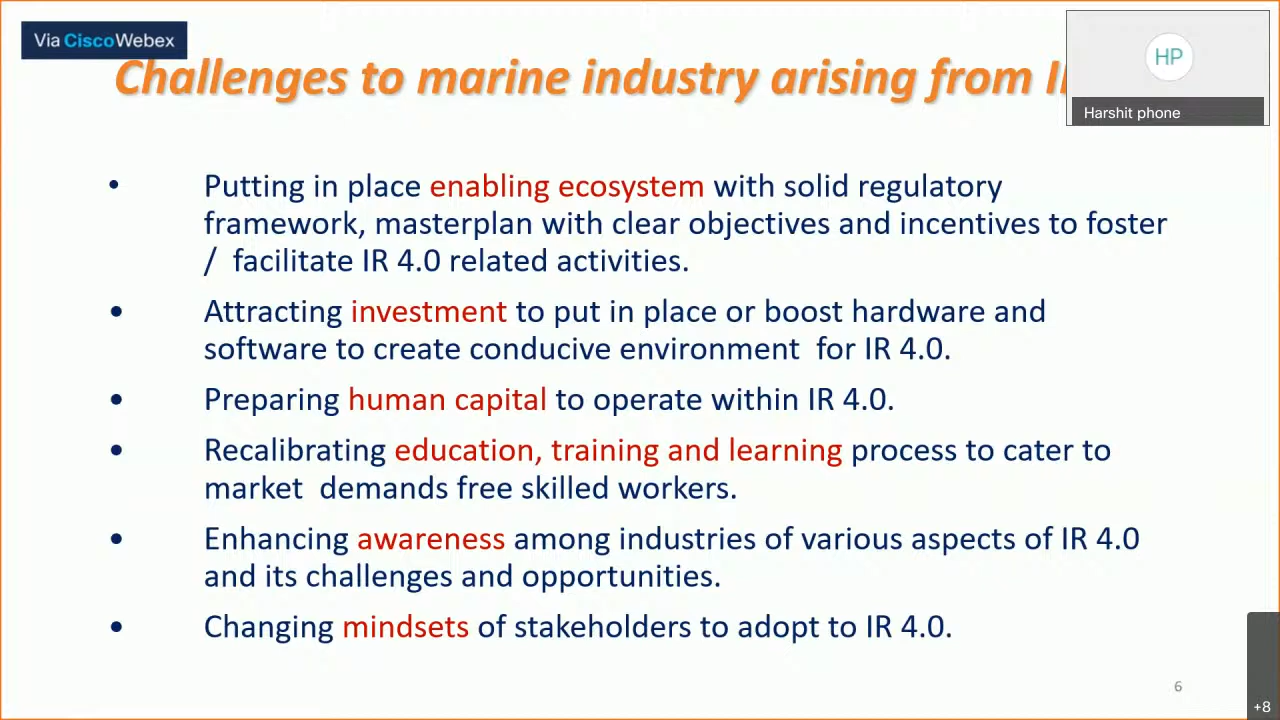 Via CiscoWebex
HP
Harshit phone
Challenges to marine industry arising from
• Putting in place enabling ecosystem with solid regulatory
framework, masterplan with clear objectives and incentives to foster
/ facilitate IR 4.0 related activities.
• Attracting investment to put in place or boost hardware and
software to create conducive environment for IR 4.0.
• Preparing human capital to operate within IR 4.0.
• Recalibrating education, training and learning process to cater to
market demands free skilled workers.
• Enhancing awareness among industries of various aspects of IR 4.0
and its challenges and opportunities.
• Changing mindsets of stakeholders to adopt to IR 4.0.
6
+8